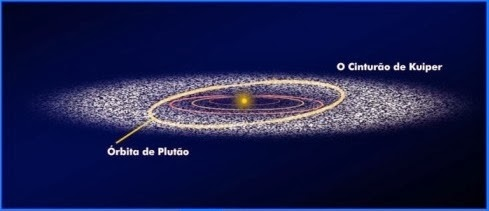 O Cinturão de Kuiper
Órbita de Plutão